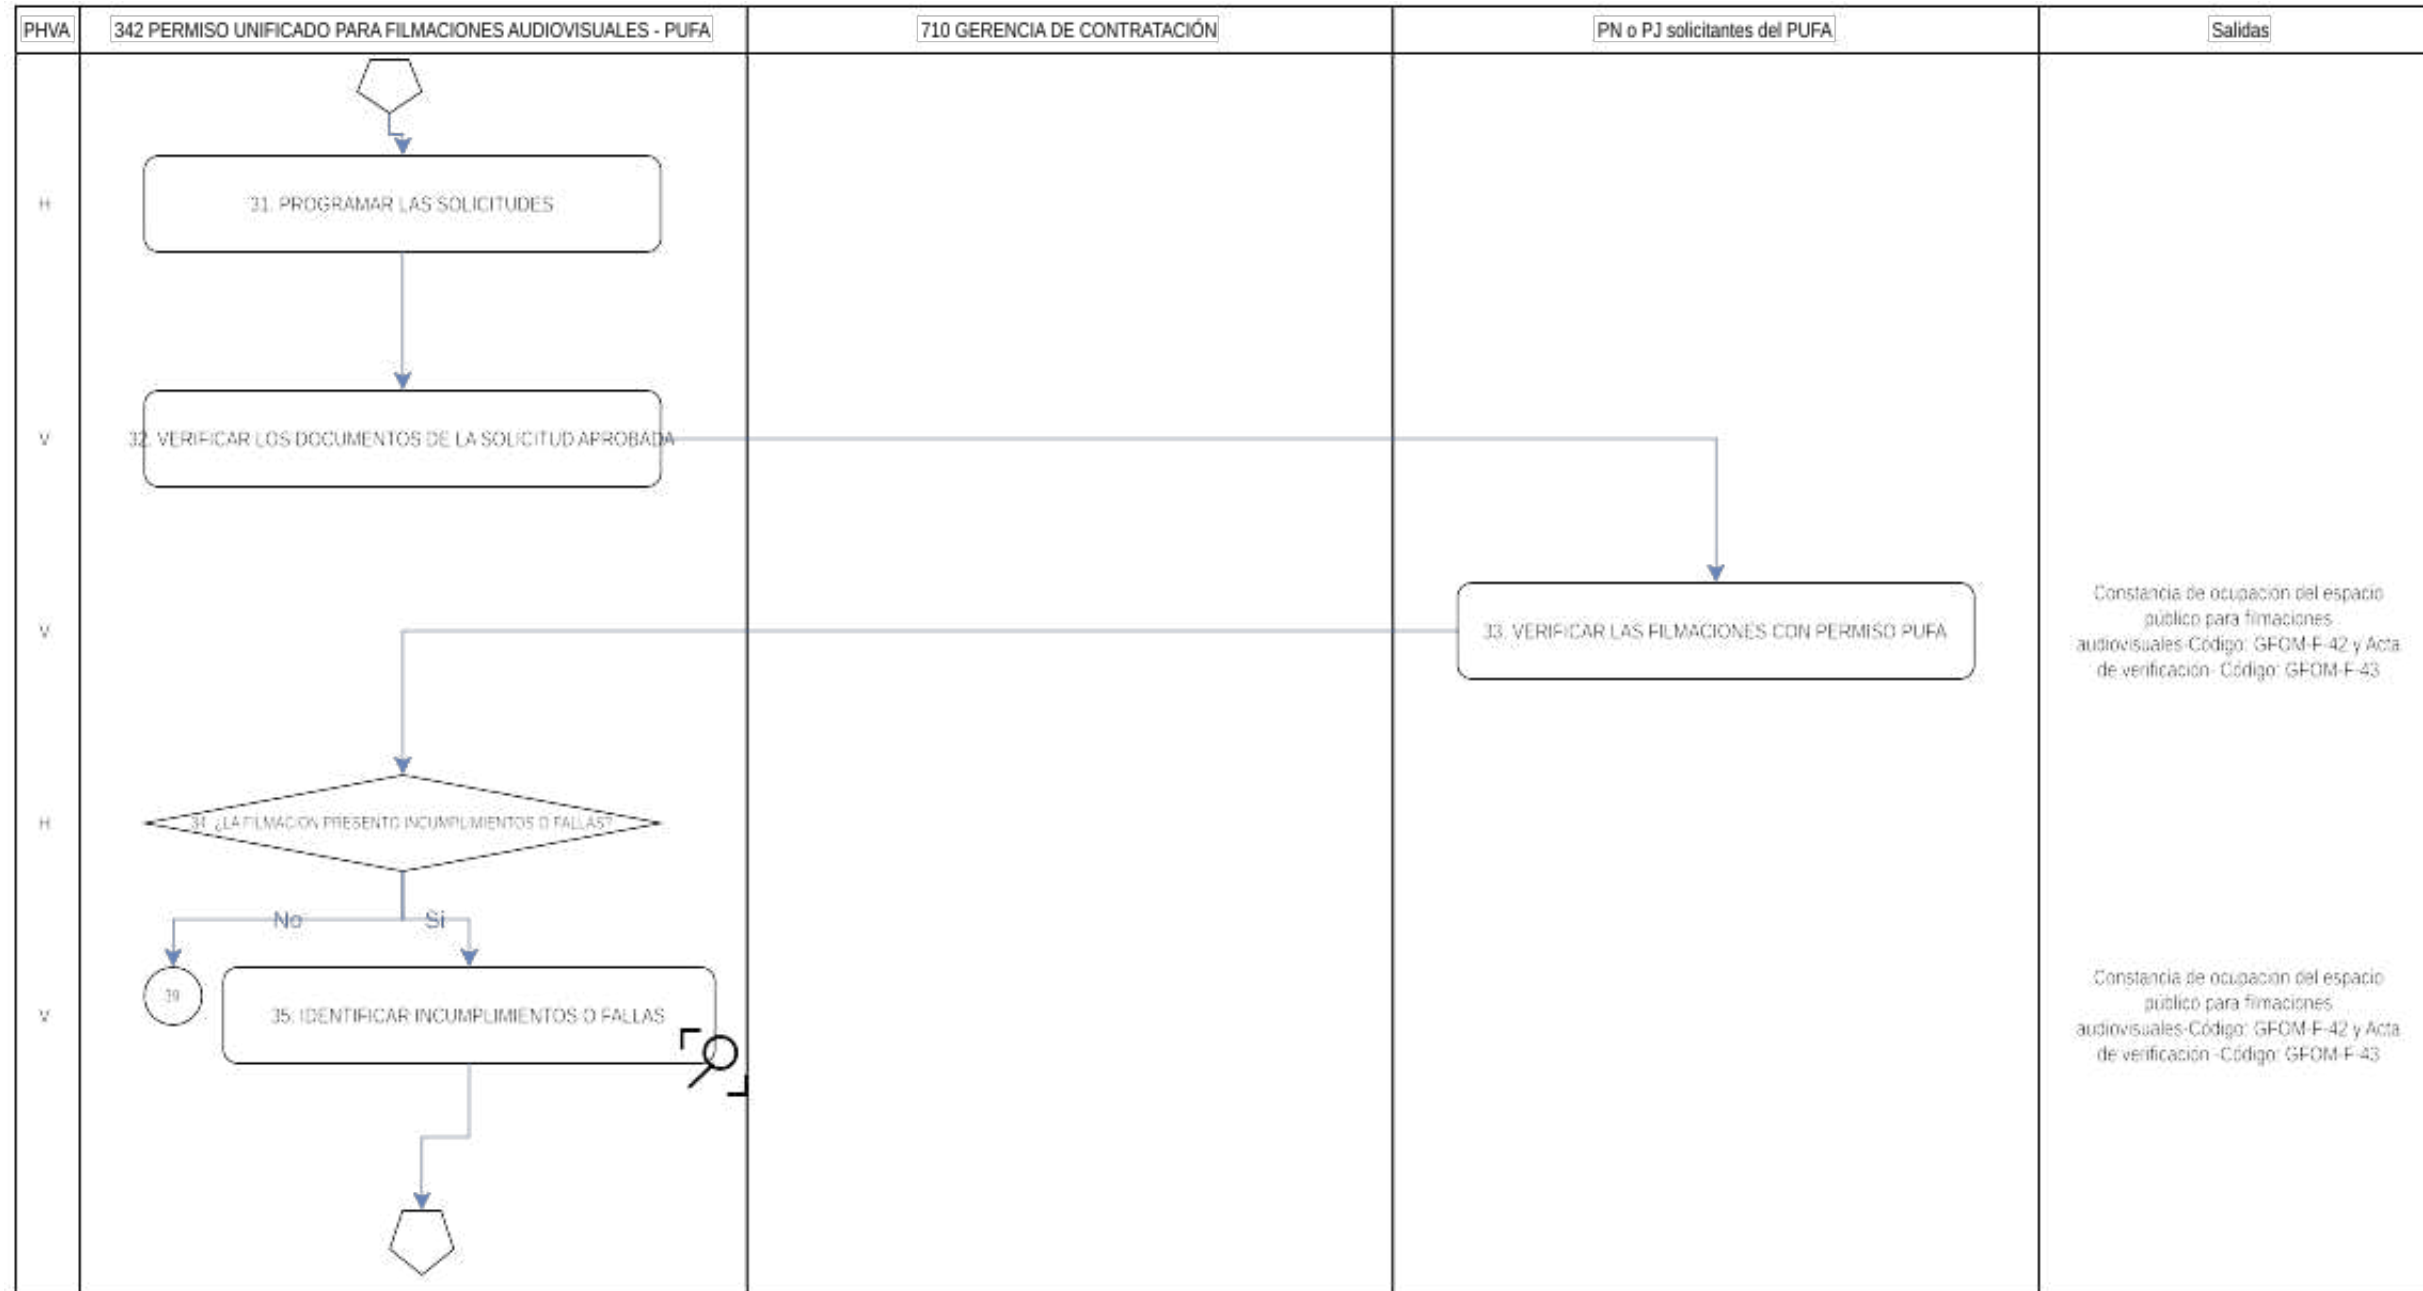 PHVA
342 PERMISO UNIFICADO PARA FILMACIONES AUDIOVISUALES - PUFA
710 GERENCIA DE CONTRATACIÓN
PN o PJ solicitantes del PUFA
Salidas
H
31. PROGRAMAR LAS SOLICITUDES
V
32. VERIFICAR LOS DOCUMENTOS DE LA SOLICITUD APROBADA
V
33. VERIFICAR LAS FILMACIONES CON PERMISO PUFA
Constancia de ocupación del espacio
público para filmaciones
audiovisuales-Código: GFOM-F-42 y Acta
de verificación- Código: GFOM-F-43
H
34. ¿LA FILMACIÓN PRESENTÓ INCUMPLIMIENTOS O FALLAS?
No
Si
V
39
35. IDENTIFICAR INCUMPLIMIENTOS O FALLAS
Constancia de ocupación del espacio
público para filmaciones
audiovisuales-Código: GFOM-F-42 y Acta
de verificación -Código: GFOM-F-43